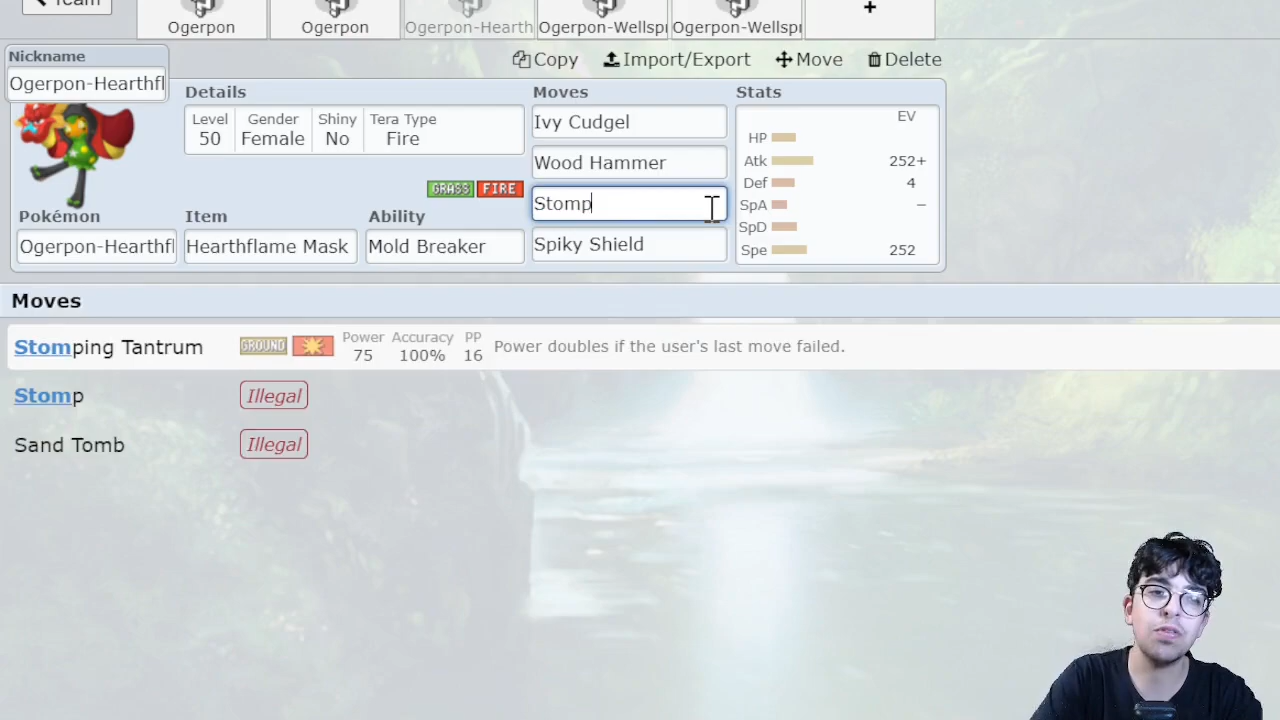 Team
Ogerpon
Ogerpon
Ogerpon-Hearth
Ogerpon-Wellsp
Ogerpon-Wellsp
+
Nickname
Ogerpon-Hearthfl
Copy
Import/Export
Move
Delete
Details
Level
50
Gender
Female
Shiny
No
Tera Type
Fire
GRASS FIRE
Pokémon
Ogerpon-Hearthfl
Item
Hearthflame Mask
Ability
Mold Breaker
Moves
Ivy Cudgel
Wood Hammer
Stomp
Spiky Shield
Stats
EV
HP
Atk 252+
Def 4
SpA –
SpD
Spe 252
Moves
Stomping Tantrum GROUND Power 75 Accuracy 100% PP 16 Power doubles if the user's last move failed.
Stomp Illegal
Sand Tomb Illegal